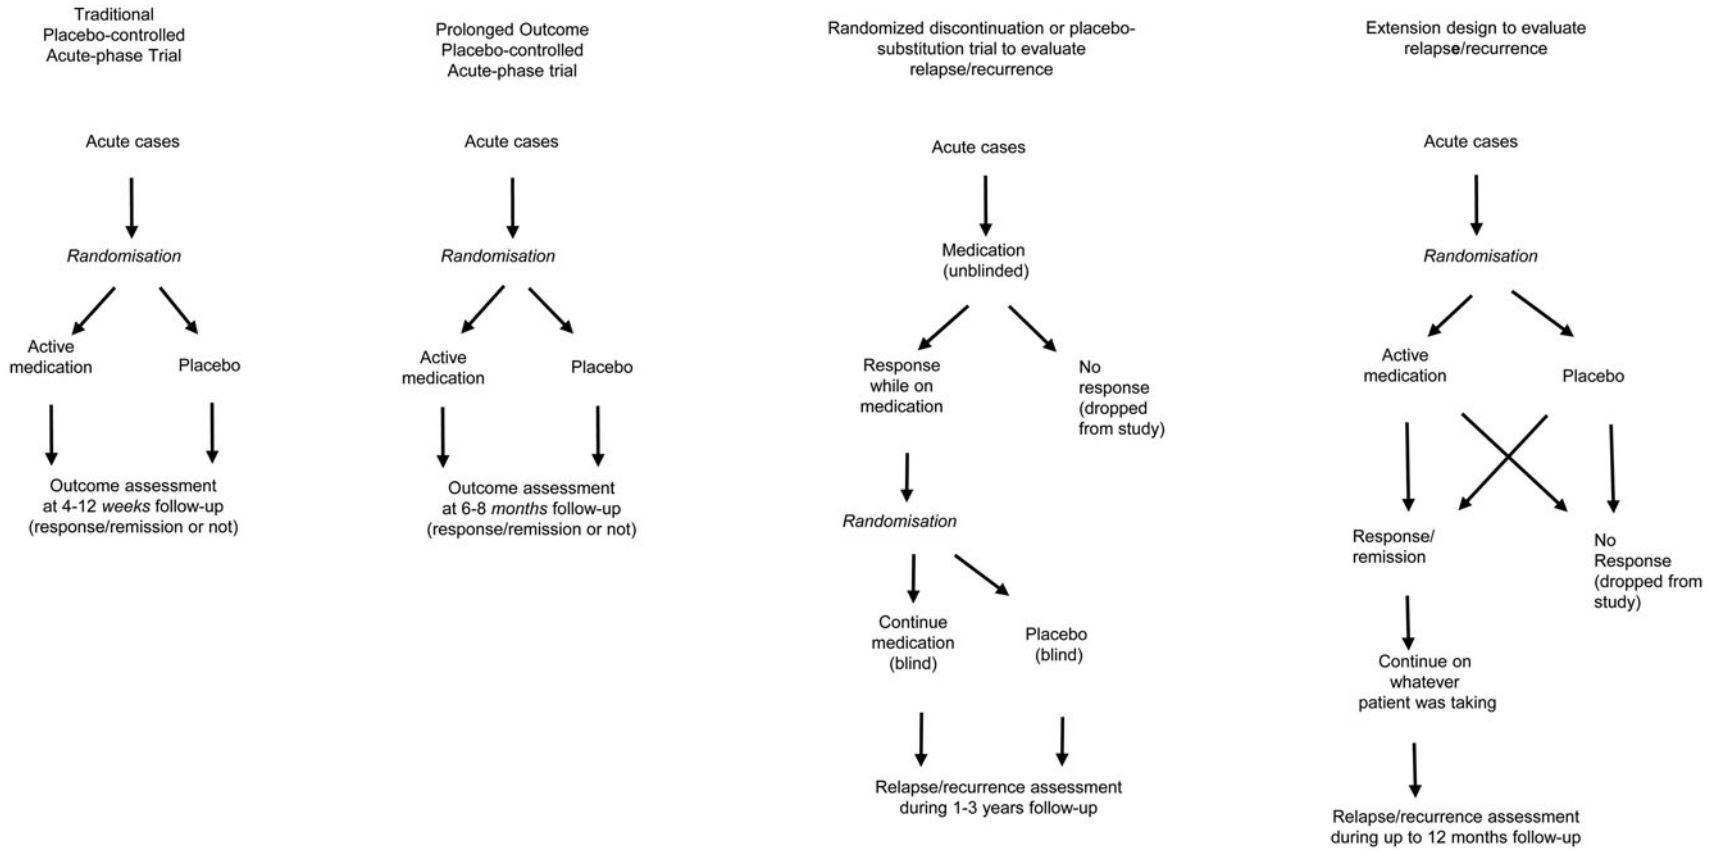 Traditional
Placebo-controlled
Acute-phase Trial
Acute cases
Randomisation
Active
medication
Placebo
Outcome assessment
at 4-12 weeks follow-up
(response/remission or not)
Prolonged Outcome
Placebo-controlled
Acute-phase trial
Acute cases
Randomisation
Active
medication
Placebo
Outcome assessment
at 6-8 months follow-up
(response/remission or not)
Randomized discontinuation or placebo-
substitution trial to evaluate
relapse/recurrence
Acute cases
Medication
(unblinded)
Response
while on
medication
No
response
(dropped
from study)
Randomisation
Continue
medication
(blind)
Placebo
(blind)
Relapse/recurrence assessment
during 1-3 years follow-up
Extension design to evaluate
relapse/recurrence
Acute cases
Randomisation
Active
medication
Placebo
Response/
remission
No
Response
(dropped from
study)
Continue on
whatever
patient was taking
Relapse/recurrence assessment
during up to 12 months follow-up